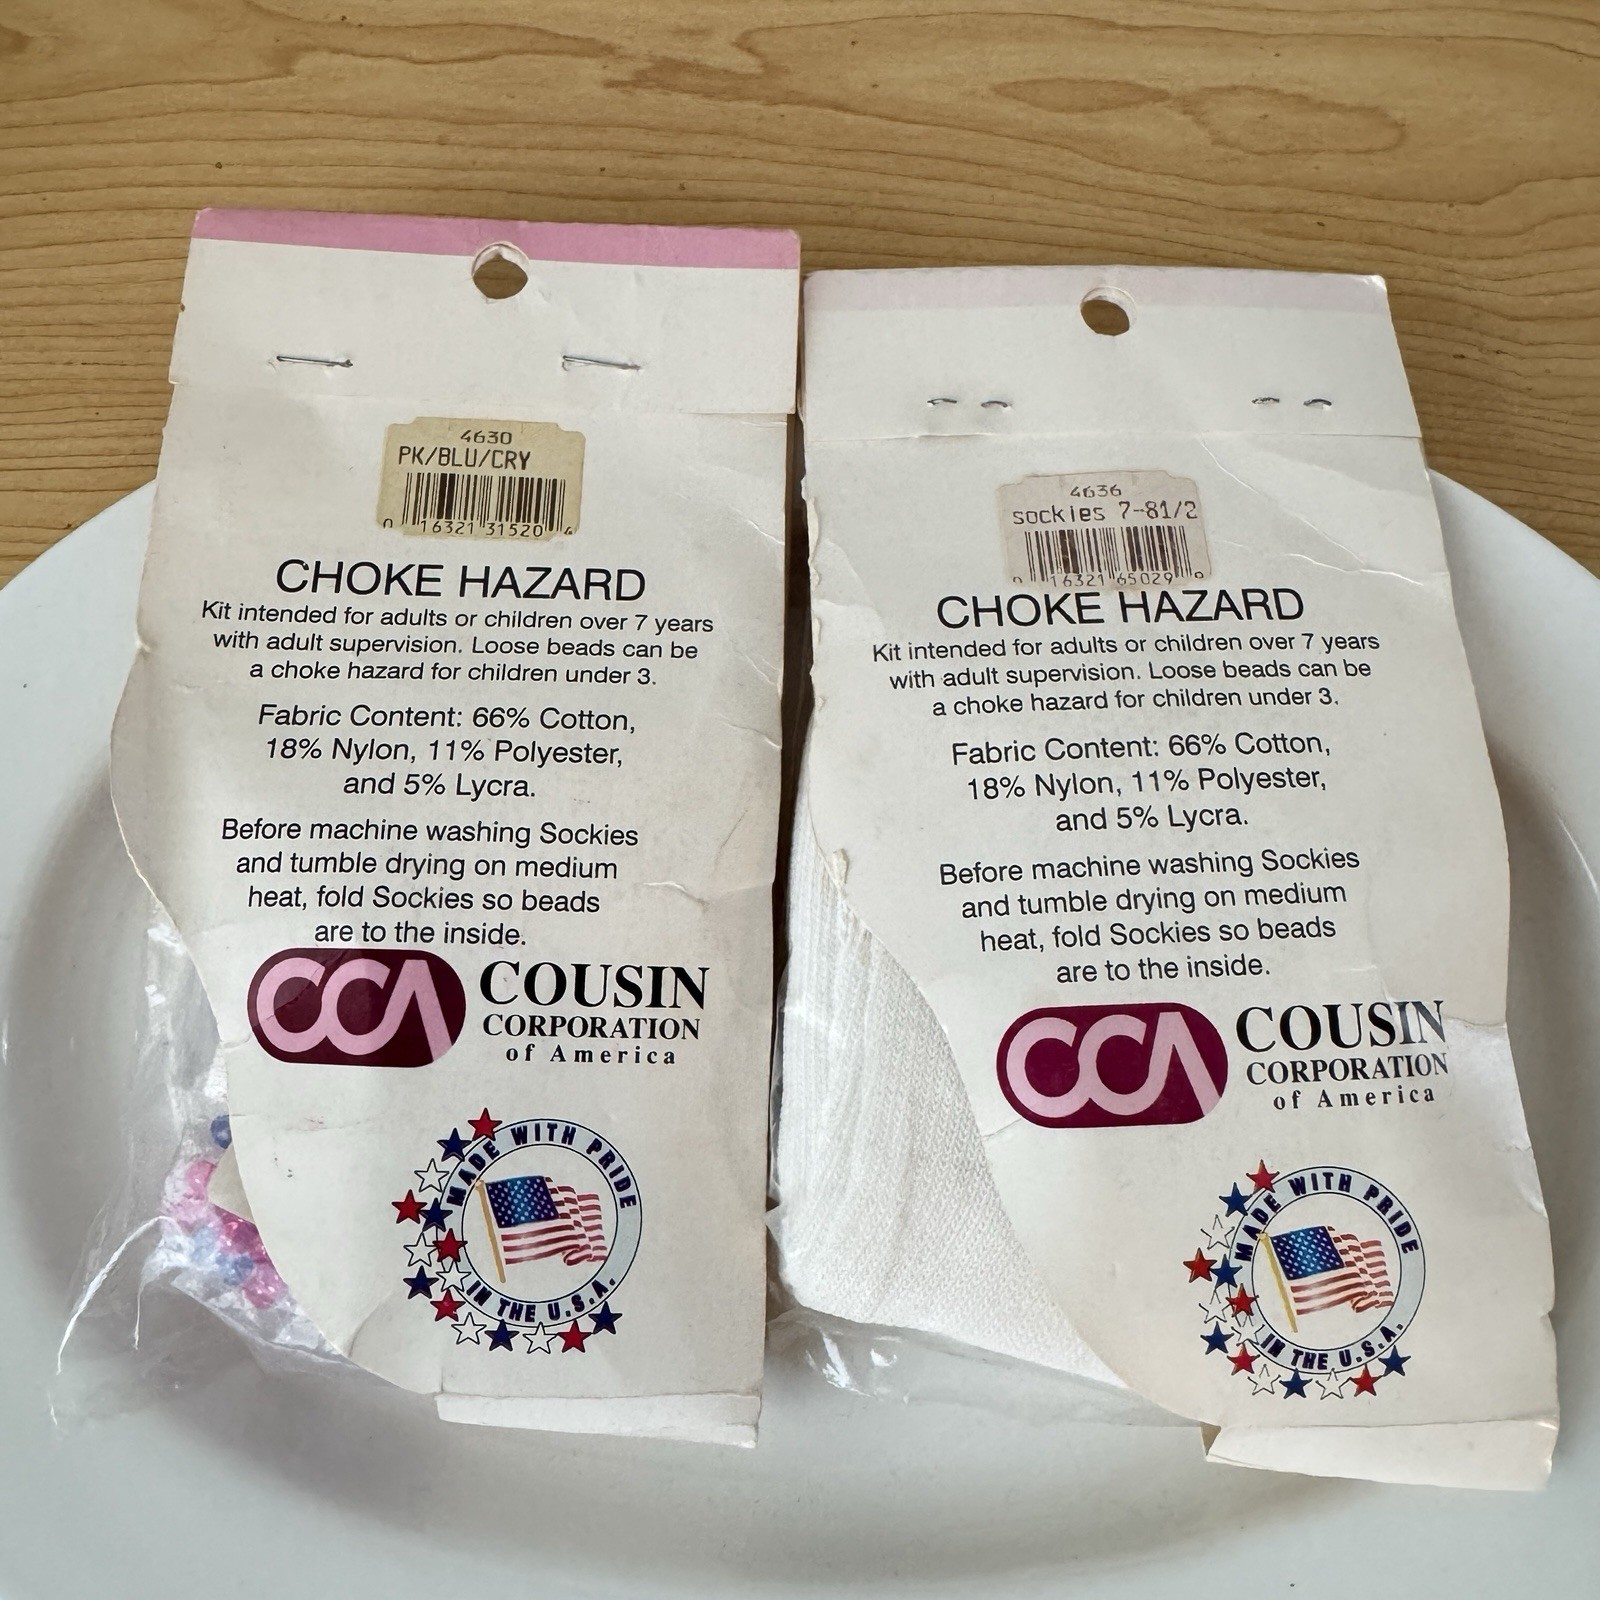 4630
PK/BLU/CRY
0 16321 31520 4
CHOKE HAZARD
Kit intended for adults or children over 7 years
with adult supervision. Loose beads can be
a choke hazard for children under 3.
Fabric Content: 66% Cotton,
18% Nylon, 11% Polyester,
and 5% Lycra.
Before machine washing Sockies
and tumble drying on medium
heat, fold Sockies so beads
are to the inside.
CCA COUSIN
CORPORATION
of America
MADE WITH PRIDE
IN THE U.S.A.
4636
sockies 7-81/2
0 16321 65029 9
CHOKE HAZARD
Kit intended for adults or children over 7 years
with adult supervision. Loose beads can be
a choke hazard for children under 3.
Fabric Content: 66% Cotton,
18% Nylon, 11% Polyester,
and 5% Lycra.
Before machine washing Sockies
and tumble drying on medium
heat, fold Sockies so beads
are to the inside.
CCA COUSIN
CORPORATION
of America
MADE WITH PRIDE
IN THE U.S.A.